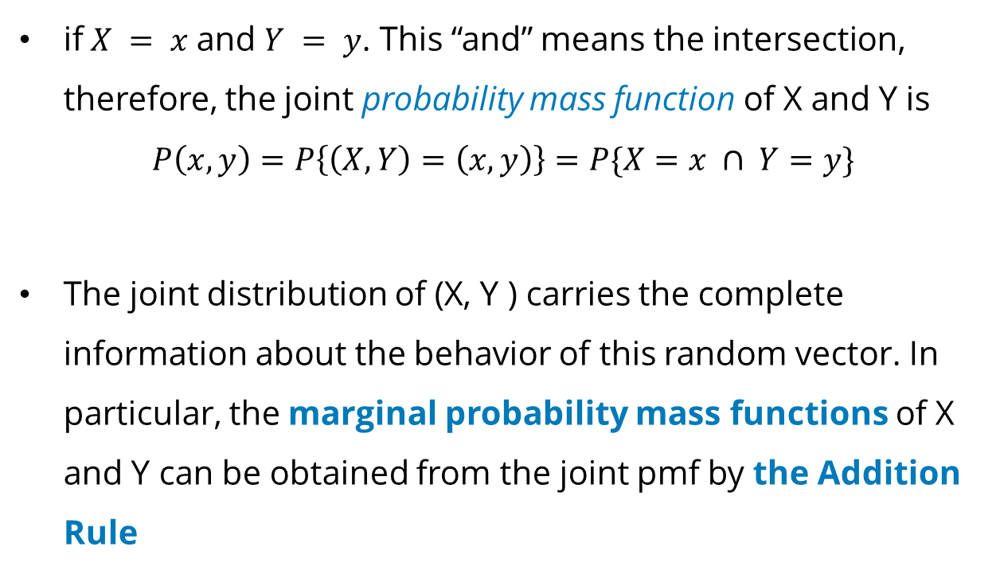 • if X = x and Y = y. This “and” means the intersection,
therefore, the joint probability mass function of X and Y is
P(x, y) = P{(X, Y) = (x, y)} = P{X = x ∩ Y = y}
• The joint distribution of (X, Y ) carries the complete
information about the behavior of this random vector. In
particular, the marginal probability mass functions of X
and Y can be obtained from the joint pmf by the Addition
Rule